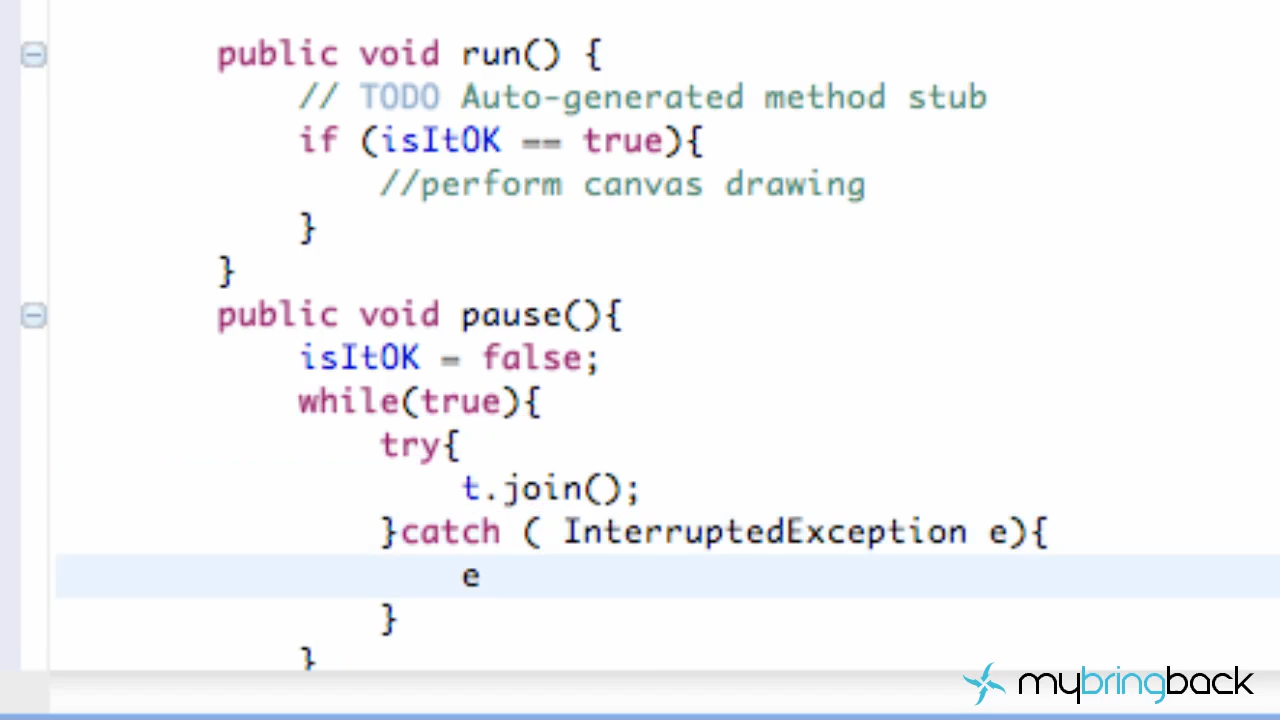 public void run() {
// TODO Auto-generated method stub
if (isItOK == true){
//perform canvas drawing
}
}
public void pause(){
isItOK = false;
while(true){
try{
t.join();
}catch ( InterruptedException e){
e
}
}
mybringback